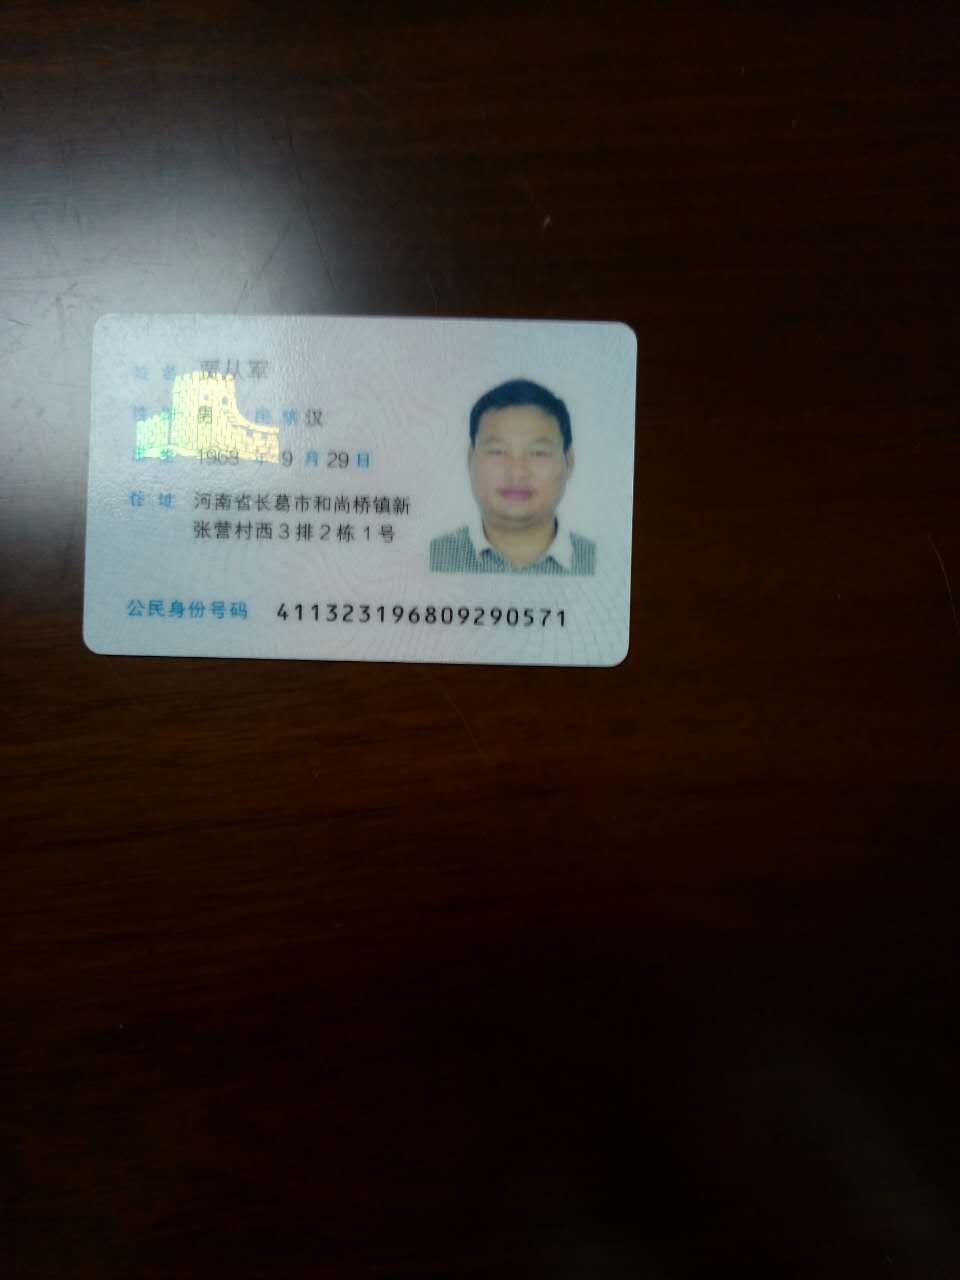 姓名 贾从军
性别 男 民族 汉
出生 1968 年 9 月 29 日
住址 河南省长葛市和尚桥镇新
张营村西3排2栋1号
公民身份号码 411323196809290571